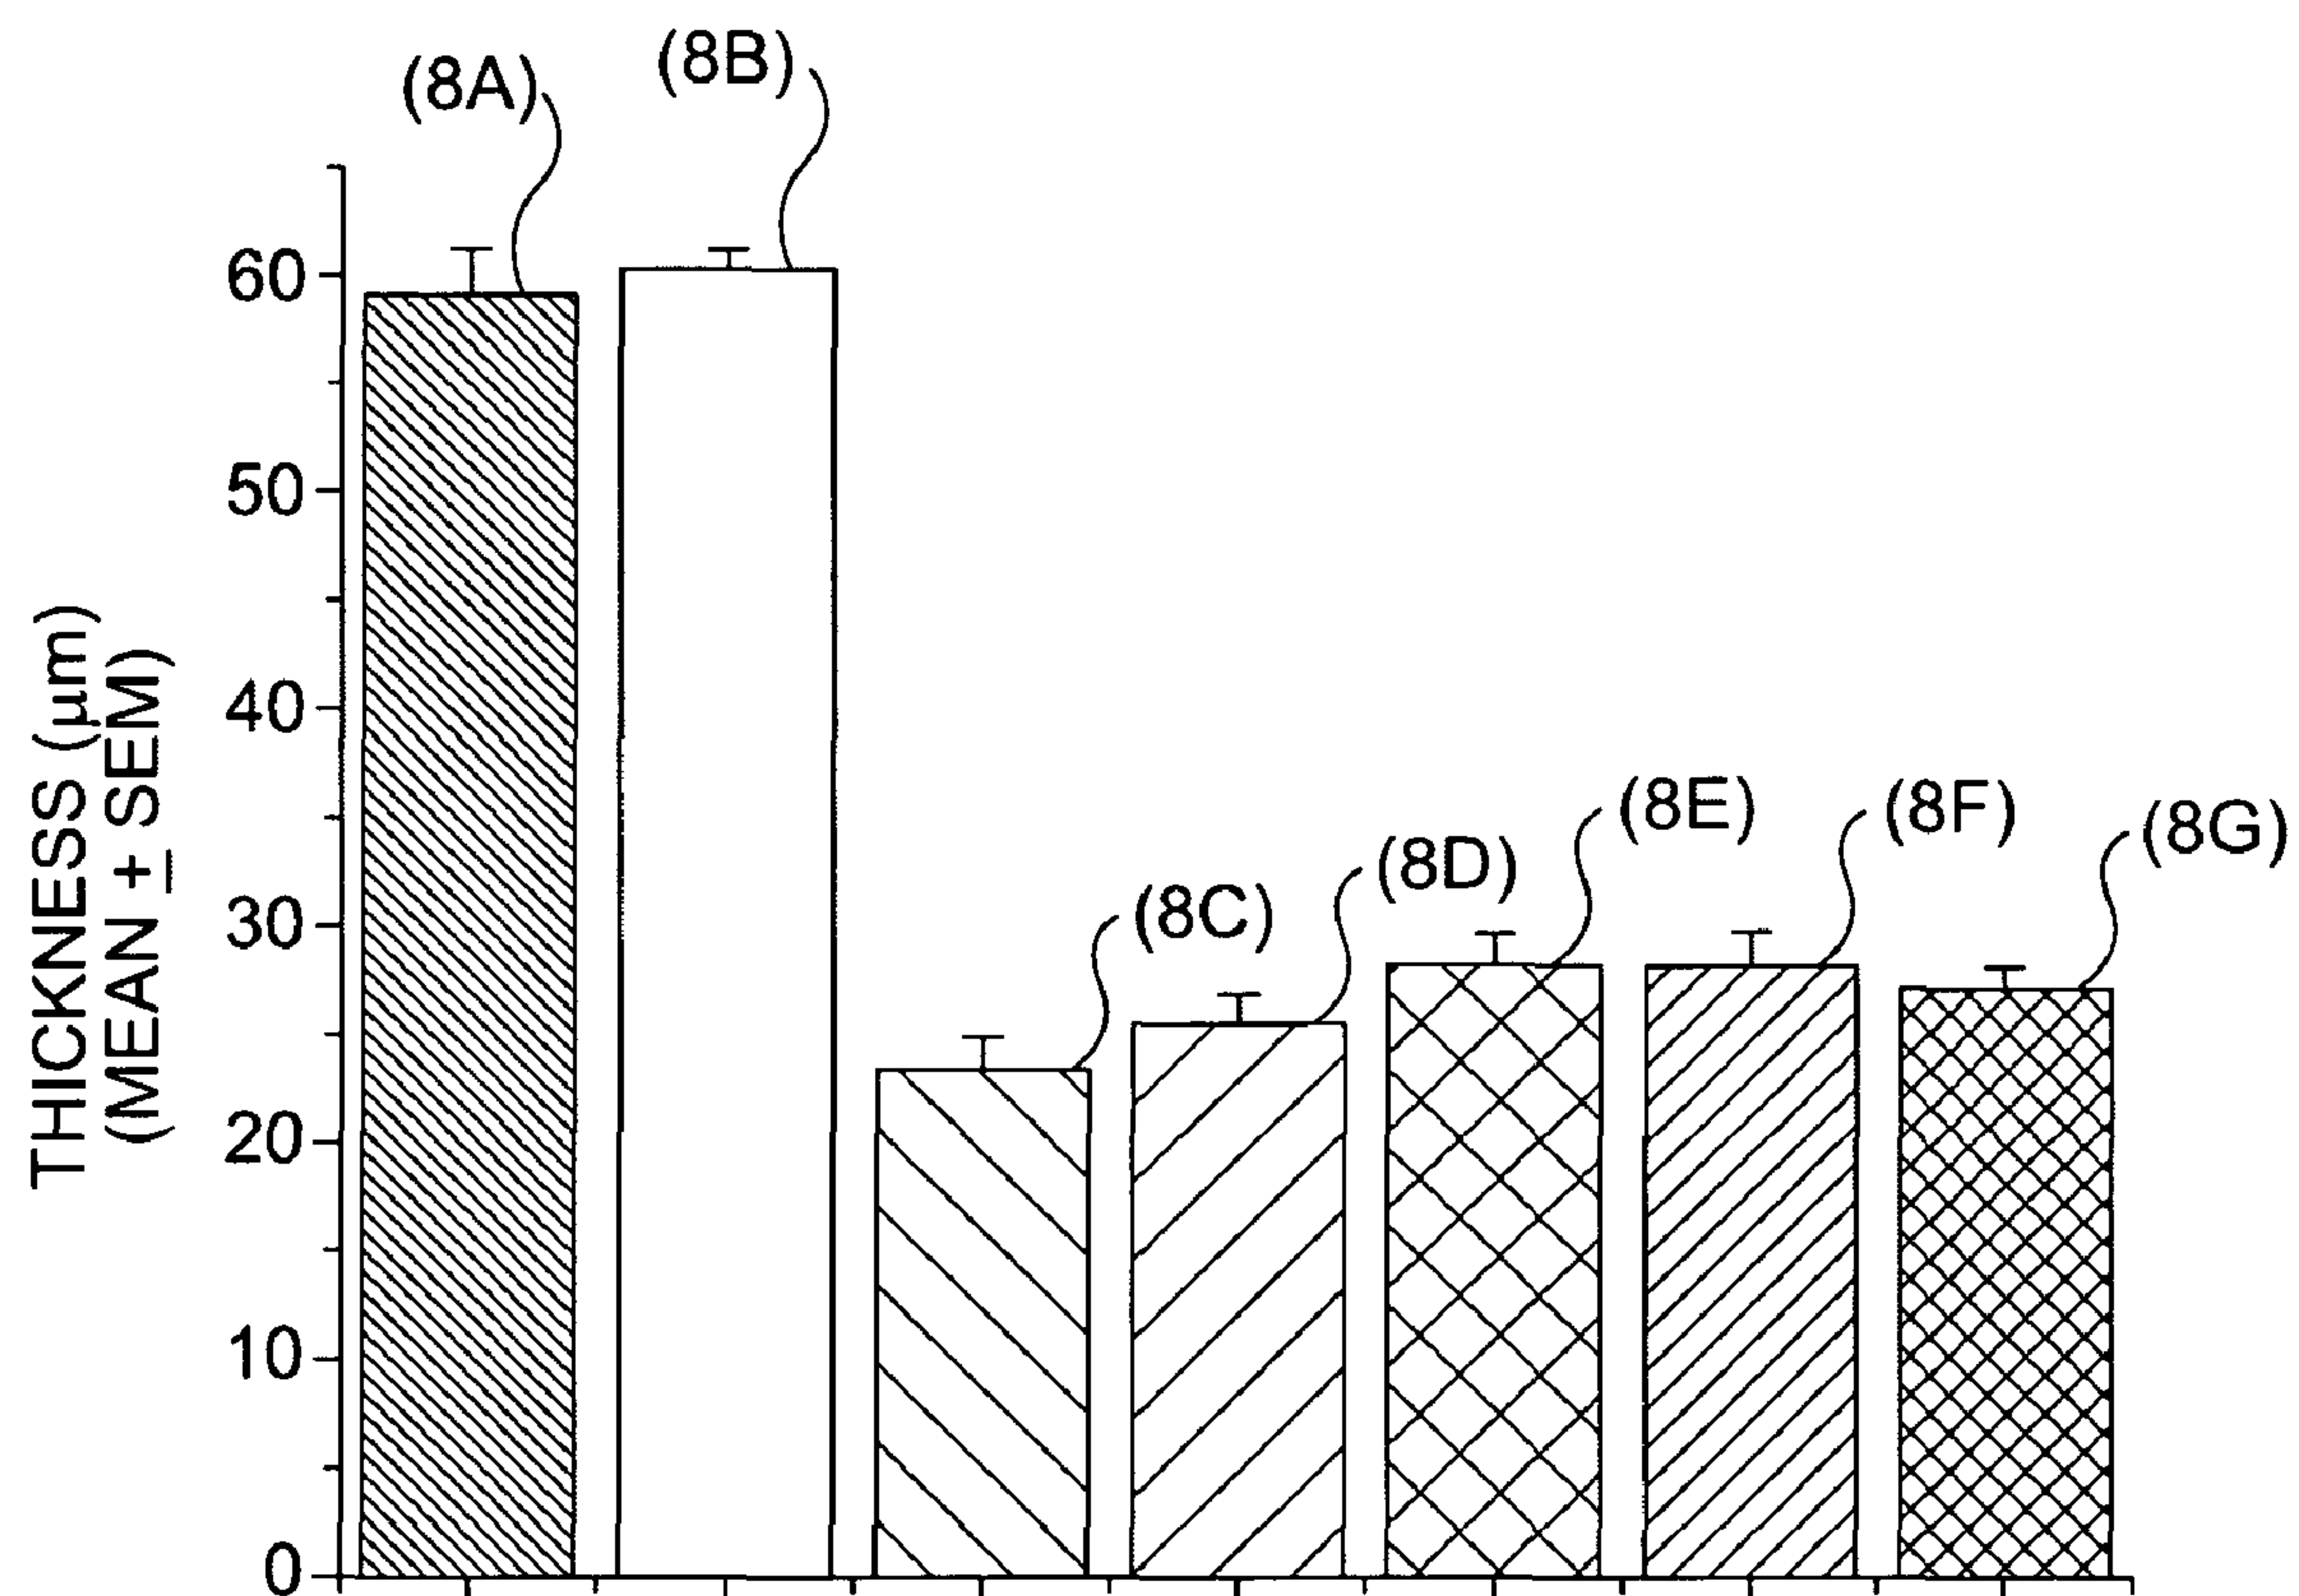 (8A)
(8B)
60
50
40
30
20
10
0
THICKNESS (μm)
(MEAN ± SEM)
(8C)
(8D)
(8E)
(8F)
(8G)